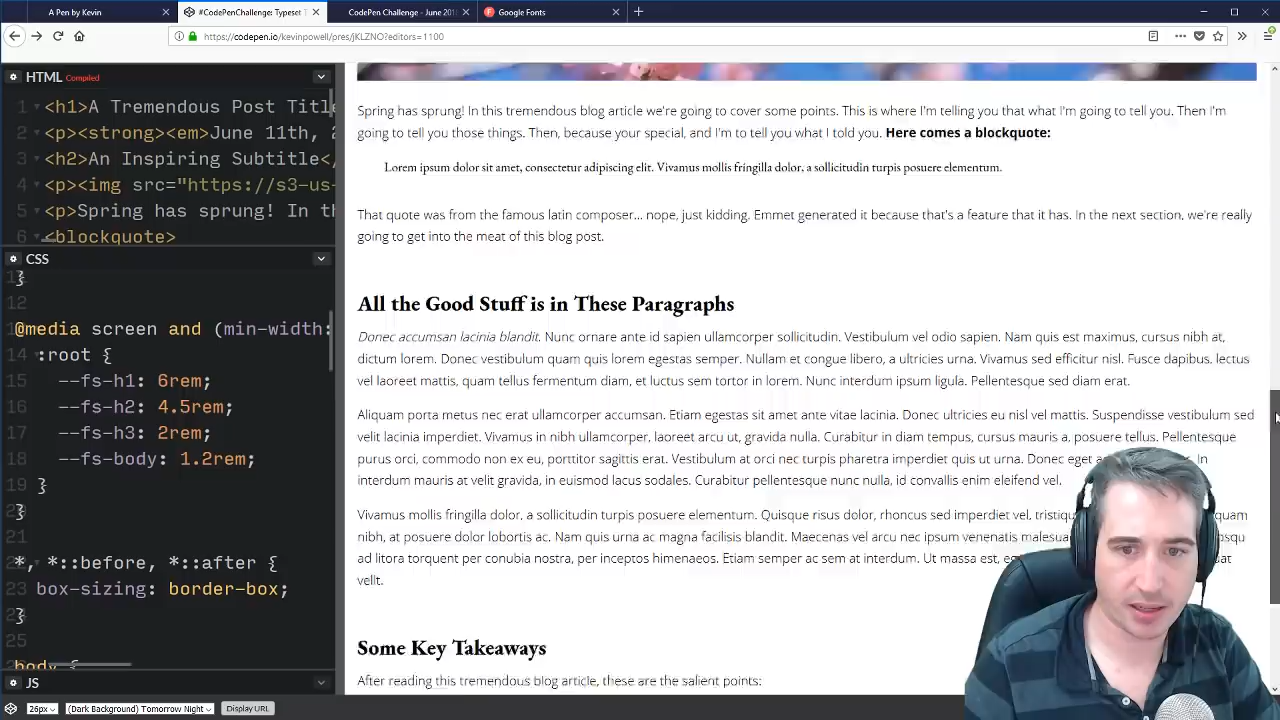 A Pen by Kevin
#CodePenChallenge: Typeset T
CodePen Challenge - June 201
Google Fonts
https://codepen.io/kevinpowell/pres/jKLZNO?editors=1100
HTML Compiled
1 <h1>A Tremendous Post Title
2 <p><strong><em>June 11th, 2
3 <h2>An Inspiring Subtitle</
4 <p><img src="https://s3-us-
5 <p>Spring has sprung! In th
6 <blockquote>
CSS
}
12
@media screen and (min-width:
14 :root {
15 --fs-h1: 6rem;
16 --fs-h2: 4.5rem;
17 --fs-h3: 2rem;
18 --fs-body: 1.2rem;
19 }
}
21
*, *::before, *::after {
23 box-sizing: border-box;
}
25
body {
JS
26px
(Dark Background) Tomorrow Night
Display URL
Spring has sprung! In this tremendous blog article we're going to cover some points. This is where I'm telling you that what I'm going to tell you. Then I'm
going to tell you those things. Then, because your special, and I'm to tell you what I told you. Here comes a blockquote:
Lorem ipsum dolor sit amet, consectetur adipiscing elit. Vivamus mollis fringilla dolor, a sollicitudin turpis posuere elementum.
That quote was from the famous latin composer... nope, just kidding. Emmet generated it because that's a feature that it has. In the next section, we're really
going to get into the meat of this blog post.
All the Good Stuff is in These Paragraphs
Donec accumsan lacinia blandit. Nunc ornare ante id sapien ullamcorper sollicitudin. Vestibulum vel odio sapien. Nam quis est maximus, cursus nibh at,
dictum lorem. Donec vestibulum quam quis lorem egestas semper. Nullam et congue libero, a ultricies urna. Vivamus sed efficitur nisl. Fusce dapibus, lectus
vel laoreet mattis, quam tellus fermentum diam, et luctus sem tortor in lorem. Nunc interdum ipsum ligula. Pellentesque sed diam erat.
Aliquam porta metus nec erat ullamcorper accumsan. Etiam egestas sit amet ante vitae lacinia. Donec ultricies eu nisl vel mattis. Suspendisse vestibulum sed
velit lacinia imperdiet. Vivamus in nibh ullamcorper, laoreet arcu ut, gravida nulla. Curabitur in diam tempus, cursus mauris a, posuere tellus. Pellentesque
purus orci, commodo non ex eu, porttitor sagittis erat. Vestibulum at orci nec turpis pharetra imperdiet quis ut urna. Donec eget In
interdum mauris at velit gravida, in euismod lacus sodales. Curabitur pellentesque nunc nulla, id convallis enim eleifend vel.
Vivamus mollis fringilla dolor, a sollicitudin turpis posuere elementum. Quisque risus dolor, rhoncus sed imperdiet vel, quam
nibh, at posuere dolor lobortis ac. Nam quis urna ac magna facilisis blandit. Maecenas vel arcu nec ipsum venenatis
ad litora torquent per conubia nostra, per inceptos himenaeos. Etiam semper ac sem at interdum. Ut massa est,
velit.
Some Key Takeaways
After reading this tremendous blog article, these are the salient points: